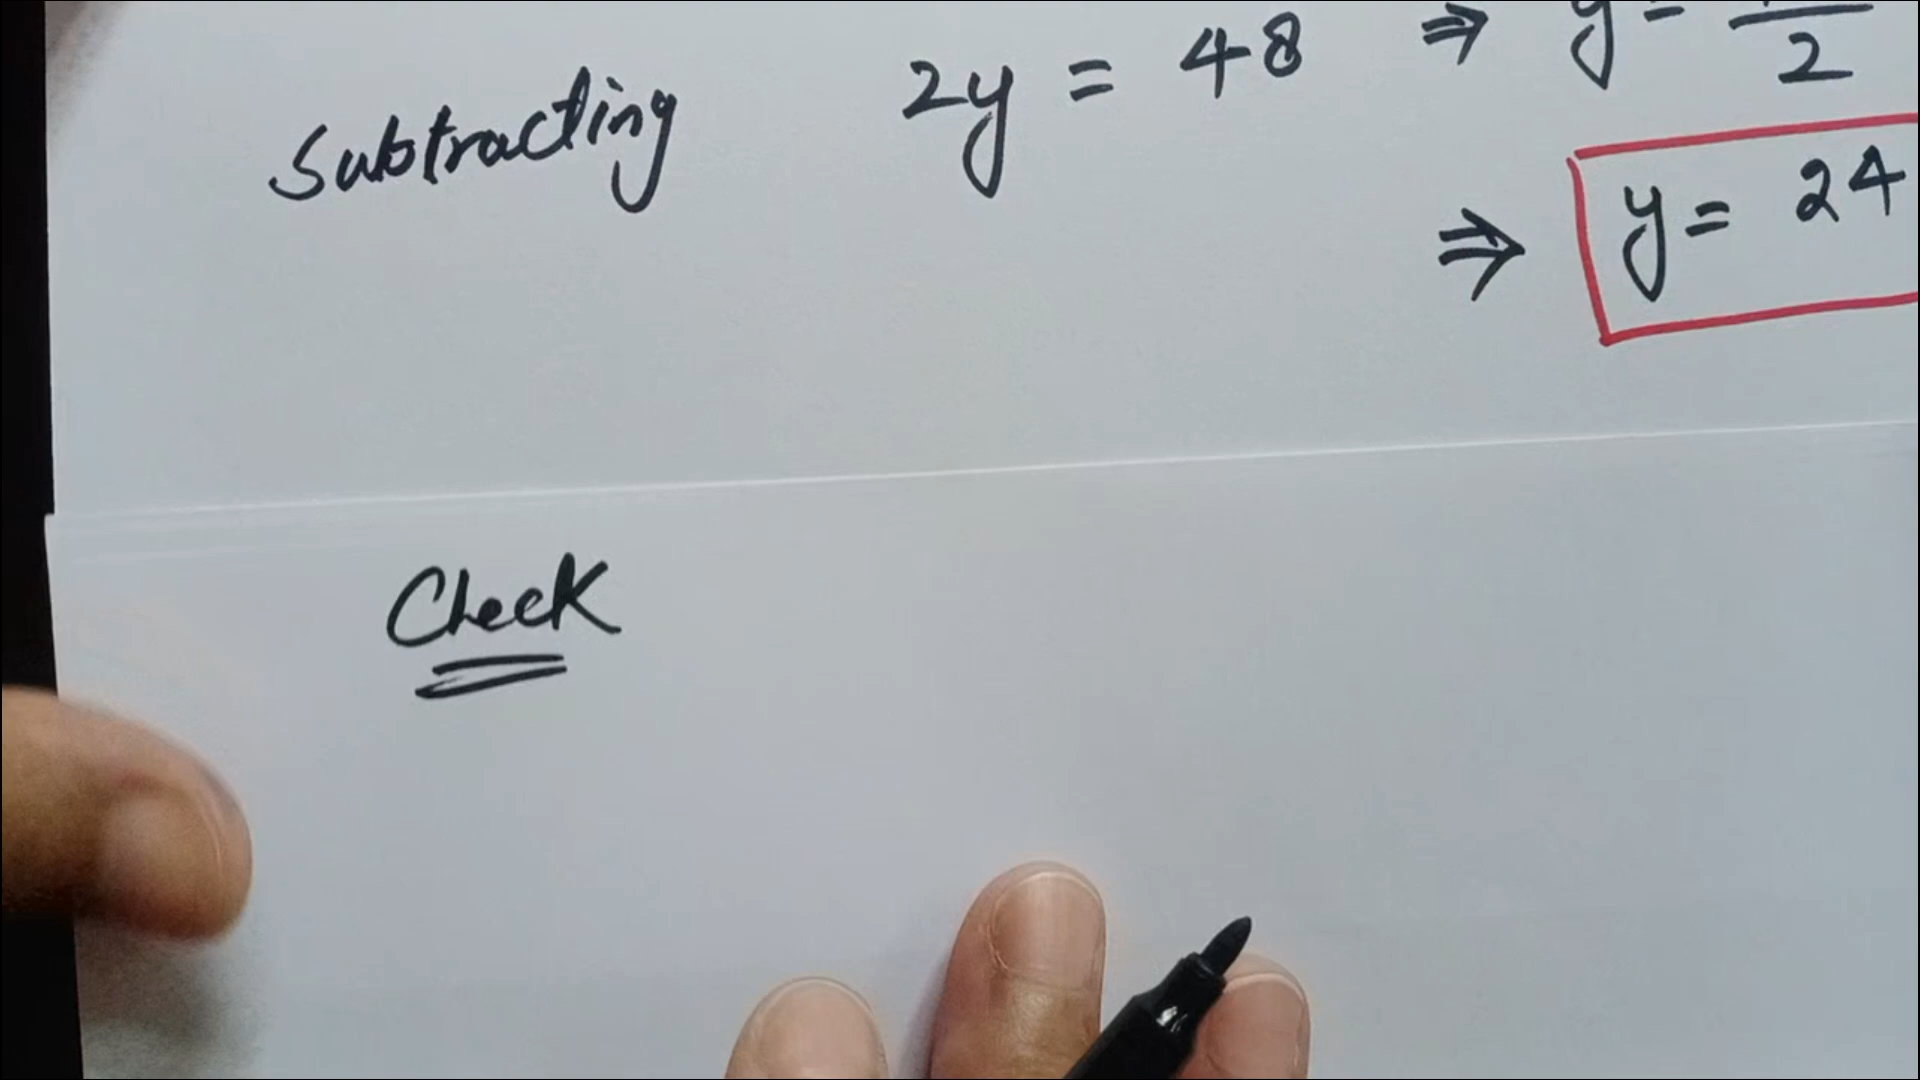 Subtracting 2y = 48 ⇒ y = /2
⇒ y = 24
Check